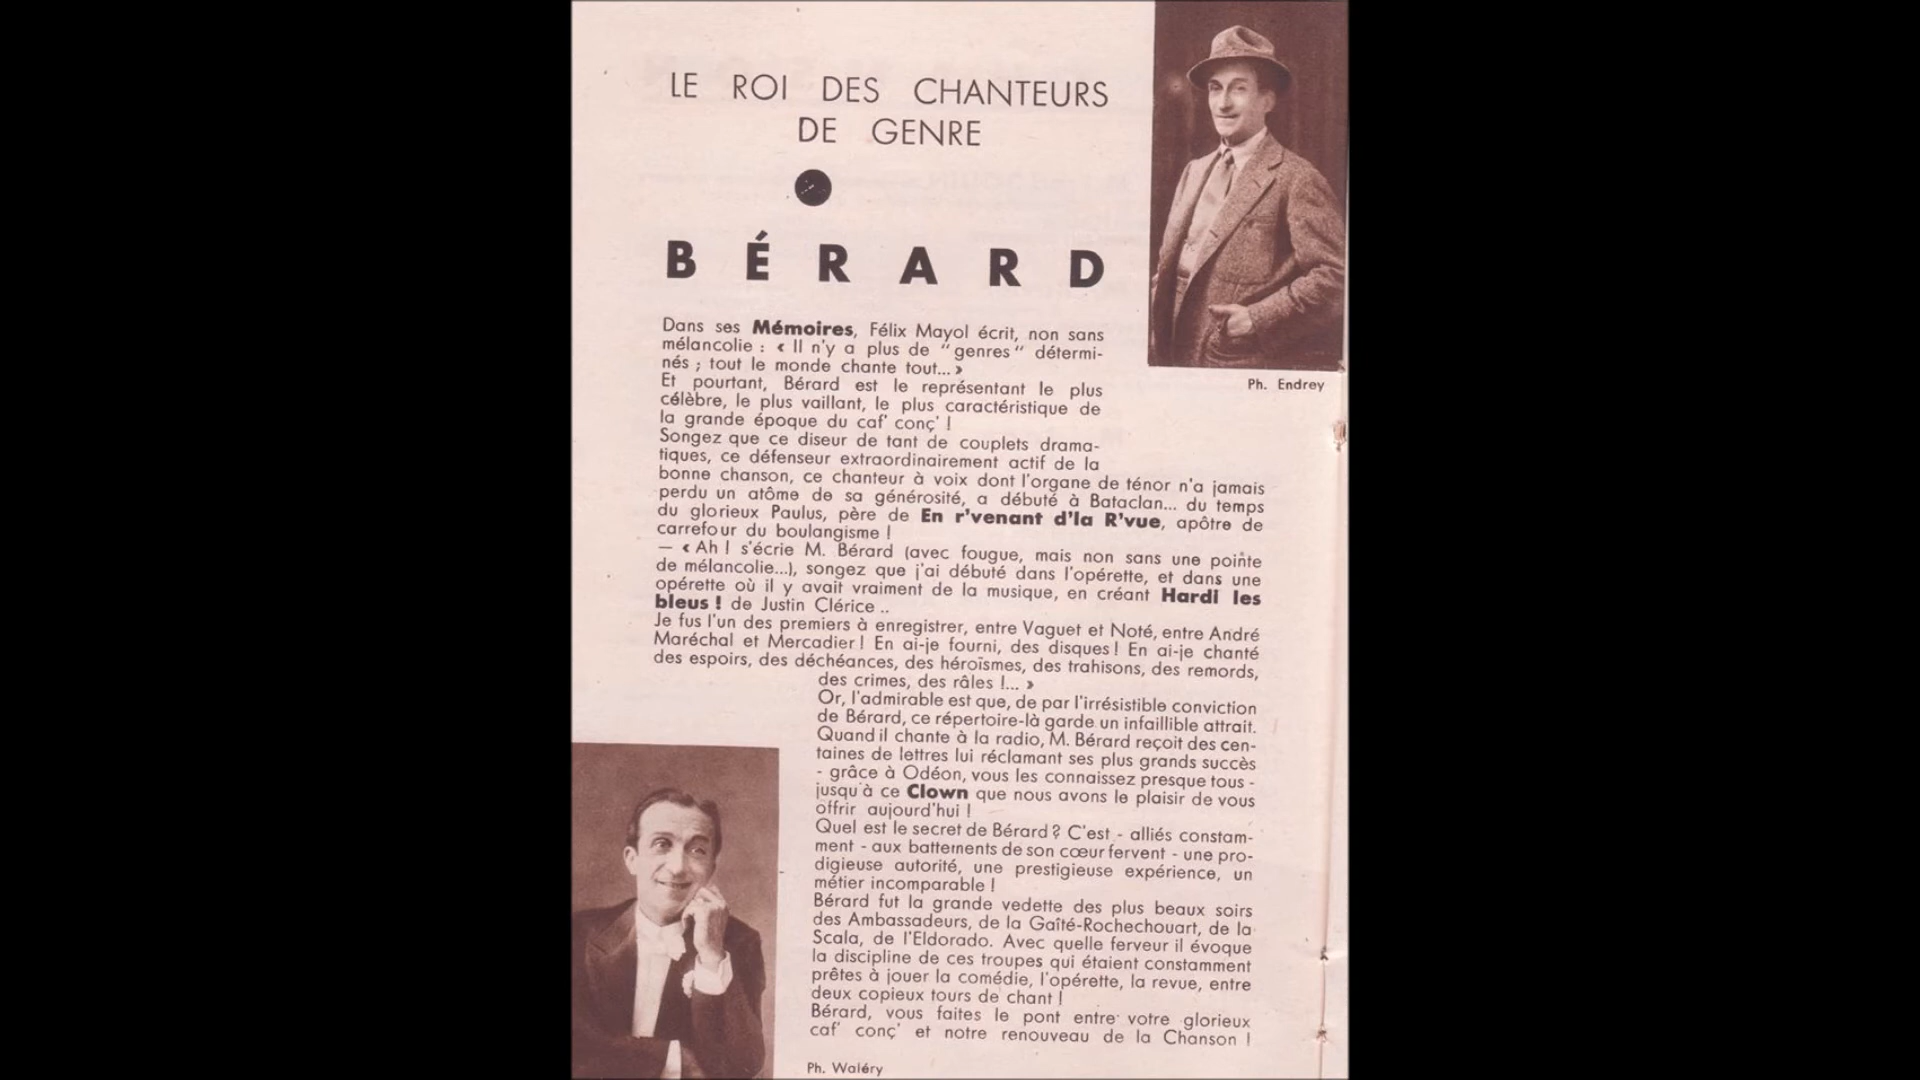 LE ROI DES CHANTEURS
DE GENRE
BÉRARD
Dans ses Mémoires, Félix Mayol écrit, non sans
mélancolie : « Il n'y a plus de “genres“ détermi-
nés ; tout le monde chante tout... »
Et pourtant, Bérard est le représentant le plus
célèbre, le plus vaillant, le plus caractéristique de
la grande époque du caf' conç' !
Songez que ce diseur de tant de couplets drama-
tiques, ce défenseur extraordinairement actif de la
bonne chanson, ce chanteur à voix dont l'organe de ténor n'a jamais
perdu un atôme de sa générosité, a débuté à Bataclan... du temps
du glorieux Paulus, père de En r'venant d'la R'vue, apôtre de
carrefour du boulangisme !
— « Ah ! s'écrie M. Bérard (avec fougue, mais non sans une pointe
de mélancolie...), songez que j'ai débuté dans l'opérette, et dans une
opérette où il y avait vraiment de la musique, en créant Hardi les
bleus ! de Justin Clérice ..
Je fus l'un des premiers à enregistrer, entre Vaguet et Noté, entre André
Maréchal et Mercadier ! En ai-je fourni, des disques ! En ai-je chanté
des espoirs, des déchéances, des héroïsmes, des trahisons, des remords,
des crimes, des râles !... »
Or, l'admirable est que, de par l'irrésistible conviction
de Bérard, ce répertoire-là garde un infaillible attrait.
Quand il chante à la radio, M. Bérard reçoit des cen-
taines de lettres lui réclamant ses plus grands succès
- grâce à Odéon, vous les connaissez presque tous -
jusqu'à ce Clown que nous avons le plaisir de vous
offrir aujourd'hui !
Quel est le secret de Bérard ? C'est - alliés constam-
ment - aux battements de son cœur fervent - une pro-
digieuse autorité, une prestigieuse expérience, un
métier incomparable !
Bérard fut la grande vedette des plus beaux soirs
des Ambassadeurs, de la Gaîté-Rochechouart, de la
Scala, de l'Eldorado. Avec quelle ferveur il évoque
la discipline de ces troupes qui étaient constamment
prêtes à jouer la comédie, l'opérette, la revue, entre
deux copieux tours de chant !
Bérard, vous faites le pont entre votre glorieux
caf' conç' et notre renouveau de la Chanson !
Ph. Endrey
Ph. Waléry